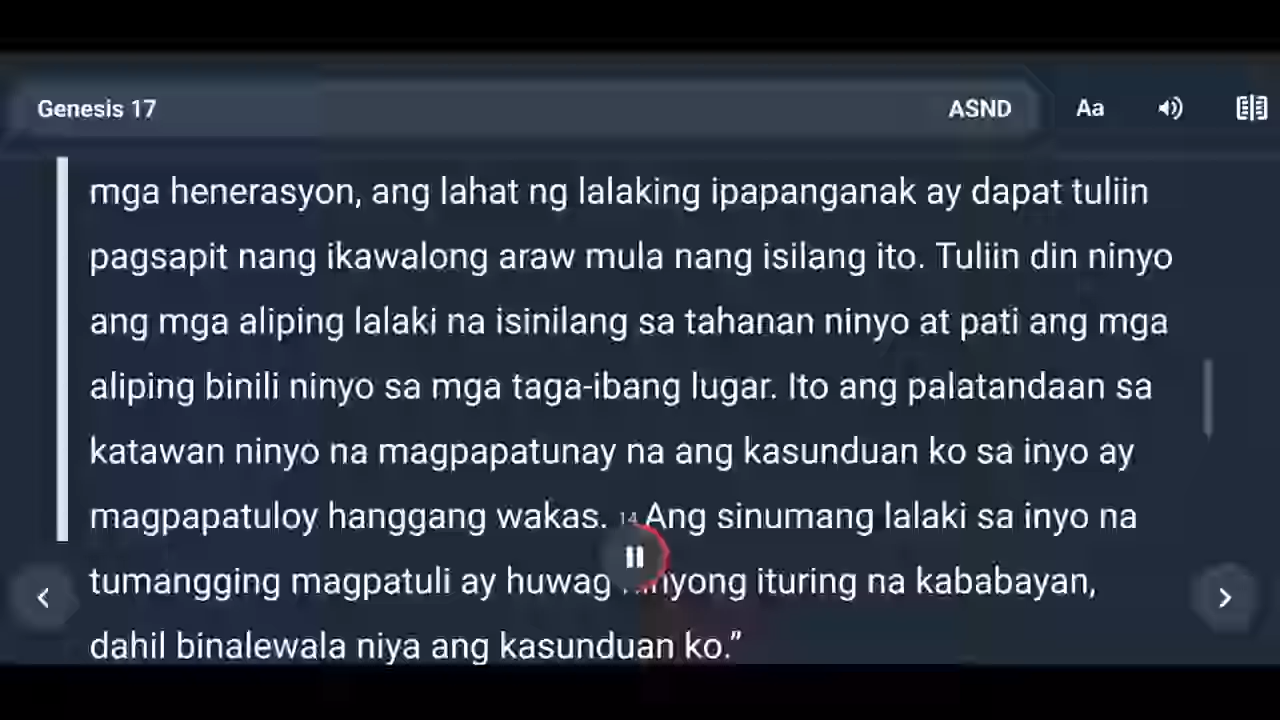 Genesis 17 ASND Aa
mga henerasyon, ang lahat ng lalaking ipapanganak ay dapat tuliin
pagsapit nang ikawalong araw mula nang isilang ito. Tuliin din ninyo
ang mga aliping lalaki na isinilang sa tahanan ninyo at pati ang mga
aliping binili ninyo sa mga taga-ibang lugar. Ito ang palatandaan sa
katawan ninyo na magpapatunay na ang kasunduan ko sa inyo ay
magpapatuloy hanggang wakas. 14 Ang sinumang lalaki sa inyo na
tumangging magpatuli ay huwag ituring na kababayan,
dahil binalewala niya ang kasunduan ko.”